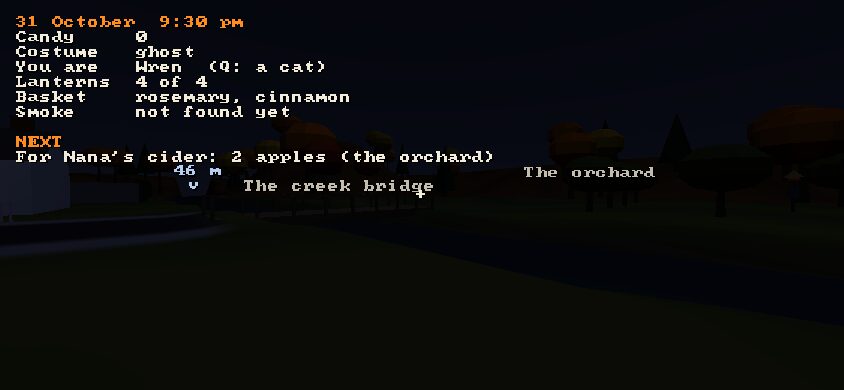 31 October 9:30 pm
Candy 0
Costume ghost
You are Wren (Q: a cat)
Lanterns 4 of 4
Basket rosemary, cinnamon
Smoke not found yet
NEXT
For Nana's cider: 2 apples (the orchard)
46 m
The orchard
v
The creek bridge